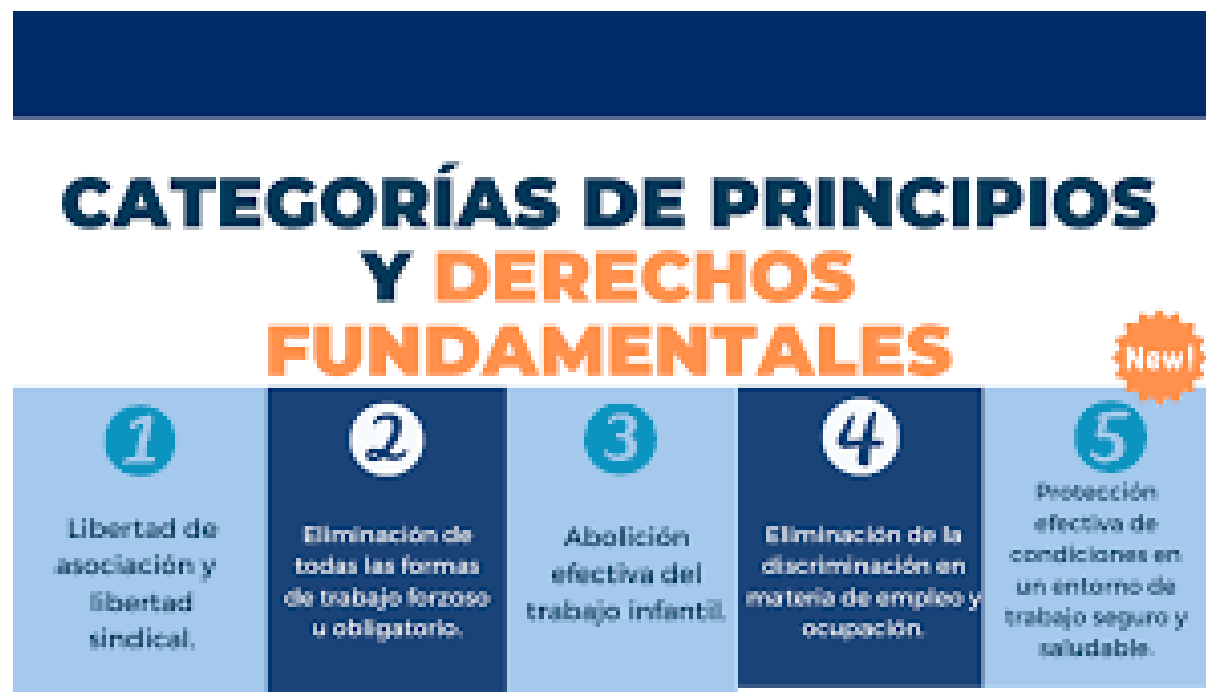 CATEGORÍAS DE PRINCIPIOS
Y DERECHOS
FUNDAMENTALES
New!
1
Libertad de
asociación y
libertad
sindical.
2
Eliminación de
todas las formas
de trabajo forzoso
u obligatorio.
3
Abolición
efectiva del
trabajo infantil.
4
Eliminación de la
discriminación en
materia de empleo y
ocupación.
5
Protección
efectiva de
condiciones en
un entorno de
trabajo seguro y
saludable.